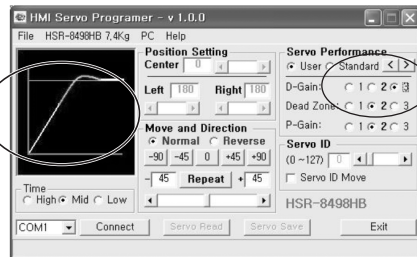 HMI Servo Programer - v 1.0.0
File HSR-8498HB 7,4Kg PC Help
Position Setting
Center 0
Left 180 Right 180
Move and Direction
Normal Reverse
-90 -45 0 +45 +90
- 45 Repeat + 45
Servo Performance
User Standard < >
D-Gain: 1 2 3
Dead Zone: 1 2 3
P-Gain: 1 2 3
Servo ID
(0 ~127) 0
Servo ID Move
HSR-8498HB
Time
High Mid Low
COM1 Connect Servo Read Servo Save Exit